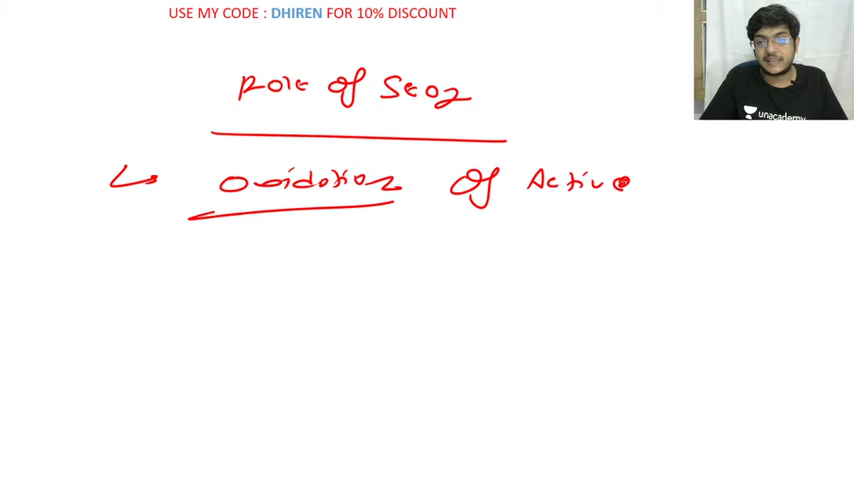 USE MY CODE : DHIREN FOR 10% DISCOUNT
unacademy
Role of SeO2
Oxidation of Active